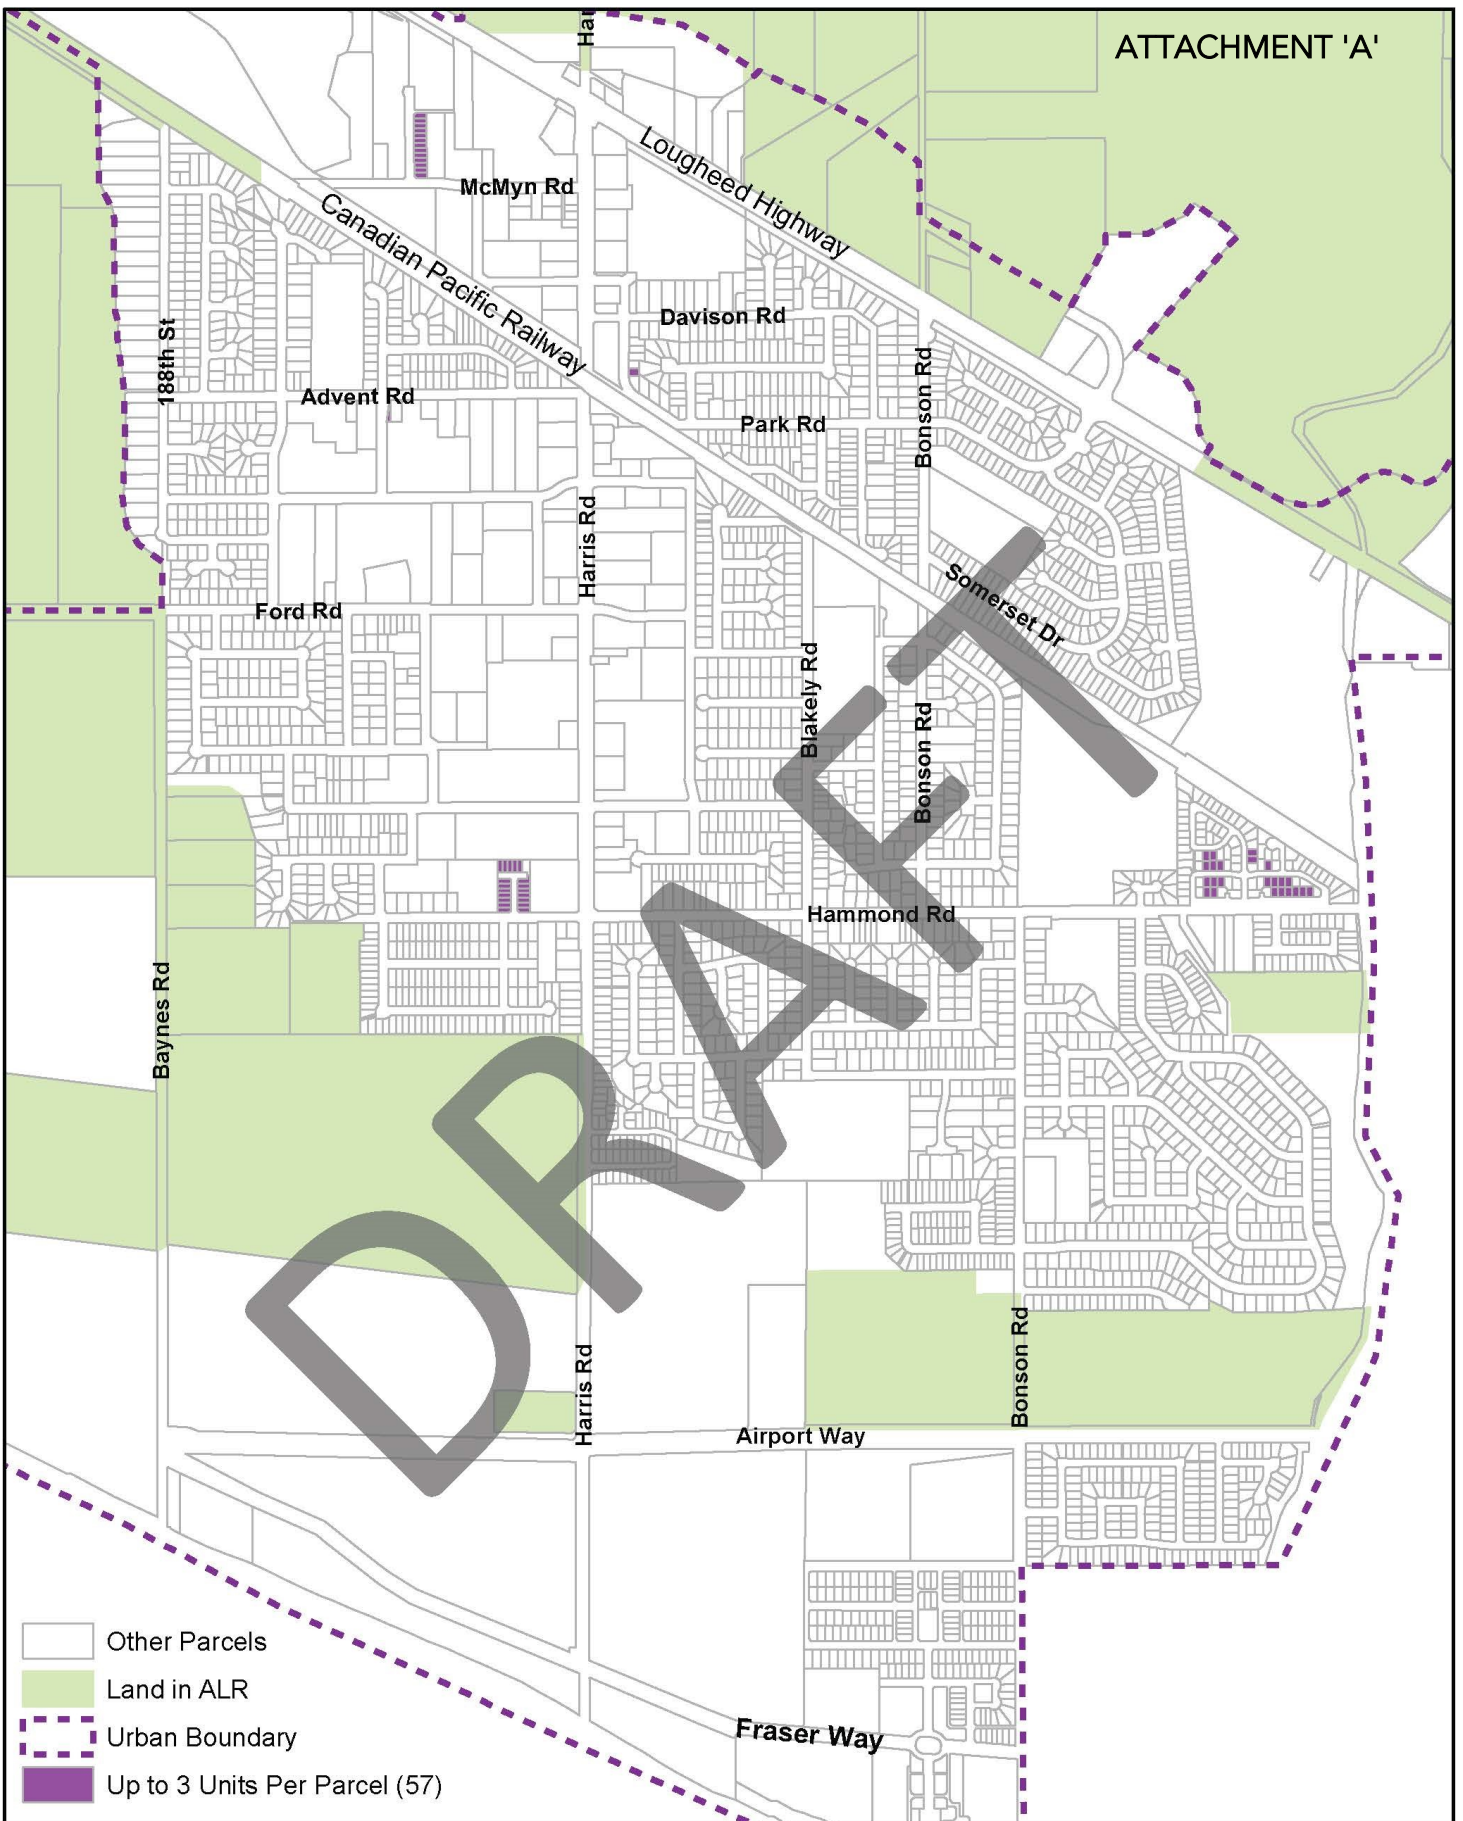 ATTACHMENT 'A'
Har
Lougheed Highway
McMyn Rd
Canadian Pacific Railway
Davison Rd
188th St
Advent Rd
Bonson Rd
Park Rd
Harris Rd
Somerset Dr
Ford Rd
Blakely Rd
Bonson Rd
Hammond Rd
Baynes Rd
DRAFT
Bonson Rd
Harris Rd
Airport Way
Other Parcels
Land in ALR
Urban Boundary
Fraser Way
Up to 3 Units Per Parcel (57)